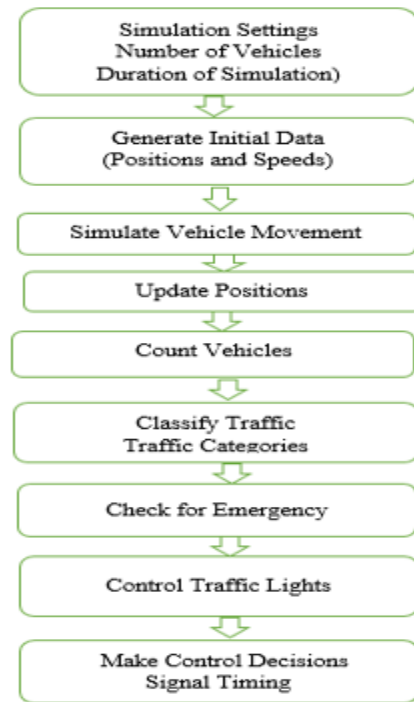 Simulation Settings
Number of Vehicles
Duration of Simulation)
Generate Initial Data
(Positions and Speeds)
Simulate Vehicle Movement
Update Positions
Count Vehicles
Classify Traffic
Traffic Categories
Check for Emergency
Control Traffic Lights
Make Control Decisions
Signal Timing